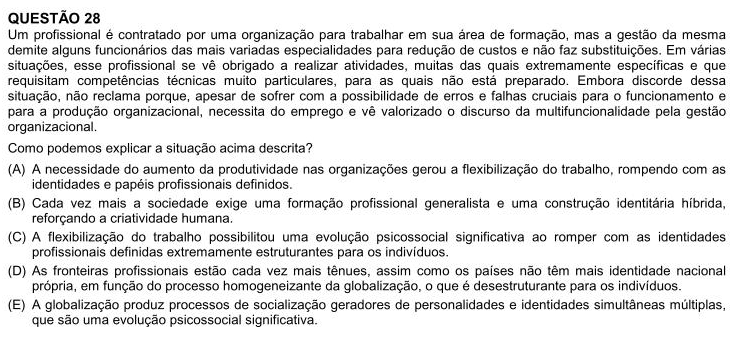 QUESTÃO 28
Um profissional é contratado por uma organização para trabalhar em sua área de formação, mas a gestão da mesma
demite alguns funcionários das mais variadas especialidades para redução de custos e não faz substituições. Em várias
situações, esse profissional se vê obrigado a realizar atividades, muitas das quais extremamente específicas e que
requisitam competências técnicas muito particulares, para as quais não está preparado. Embora discorde dessa
situação, não reclama porque, apesar de sofrer com a possibilidade de erros e falhas cruciais para o funcionamento e
para a produção organizacional, necessita do emprego e vê valorizado o discurso da multifuncionalidade pela gestão
organizacional.
Como podemos explicar a situação acima descrita?
(A) A necessidade do aumento da produtividade nas organizações gerou a flexibilização do trabalho, rompendo com as
identidades e papéis profissionais definidos.
(B) Cada vez mais a sociedade exige uma formação profissional generalista e uma construção identitária híbrida,
reforçando a criatividade humana.
(C) A flexibilização do trabalho possibilitou uma evolução psicossocial significativa ao romper com as identidades
profissionais definidas extremamente estruturantes para os indivíduos.
(D) As fronteiras profissionais estão cada vez mais tênues, assim como os países não têm mais identidade nacional
própria, em função do processo homogeneizante da globalização, o que é desestruturante para os indivíduos.
(E) A globalização produz processos de socialização geradores de personalidades e identidades simultâneas múltiplas,
que são uma evolução psicossocial significativa.